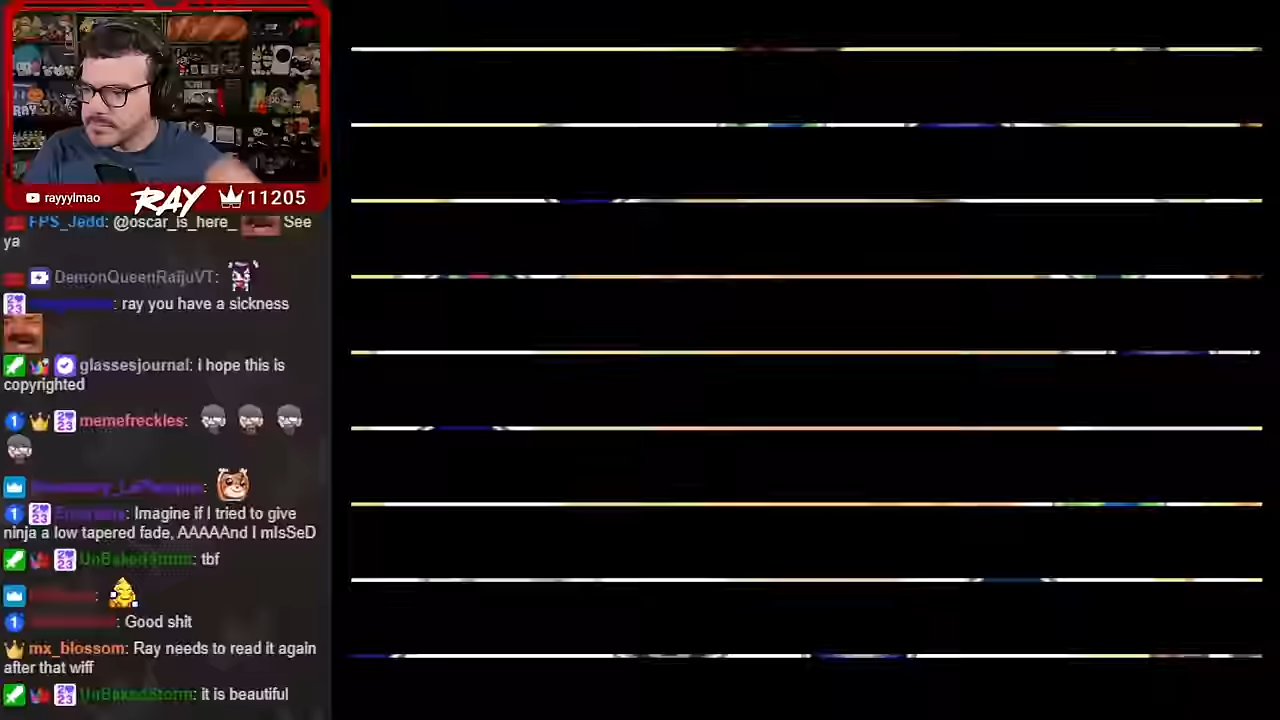 rayyylmao RAY 11205
FPS_Jedd: @oscar_is_here_ See
ya
DemonQueenRaijuVT:
: ray you have a sickness
glassesjournal: i hope this is
copyrighted
memefreckles:
: Imagine if I tried to give
ninja a low tapered fade, AAAAAnd I mIsSeD
UnBakedStorm: tbf
: Good shit
mx_blossom: Ray needs to read it again
after that wiff
UnBakedStorm: it is beautiful